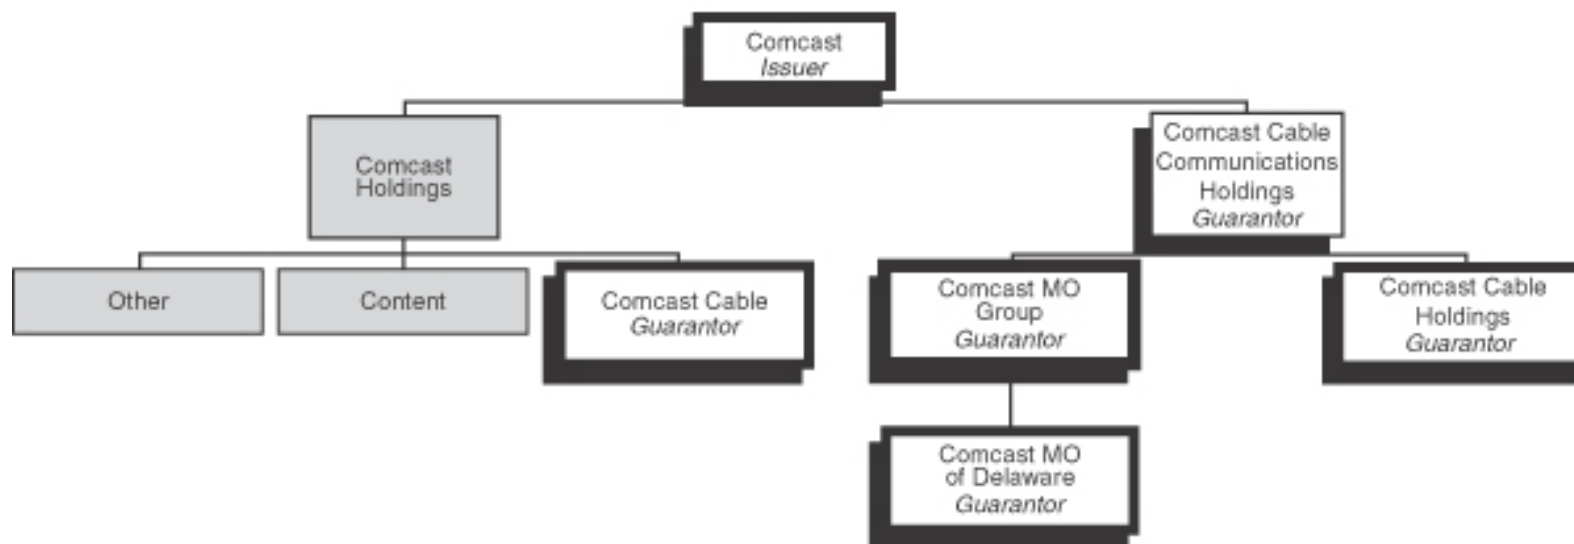 Comcast
Issuer
Comcast
Holdings
Comcast Cable
Communications
Holdings
Guarantor
Other
Content
Comcast Cable
Guarantor
Comcast MO
Group
Guarantor
Comcast Cable
Holdings
Guarantor
Comcast MO
of Delaware
Guarantor